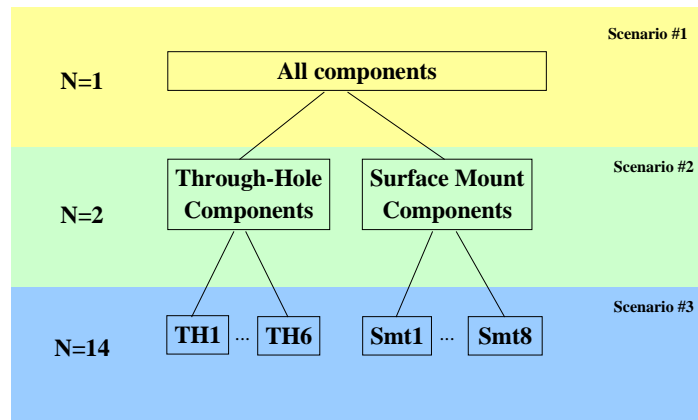 Scenario #1
All components
N=1
Scenario #2
Through-Hole
Components
Surface Mount
Components
N=2
Scenario #3
TH1 ... TH6 Smt1 ... Smt8
N=14